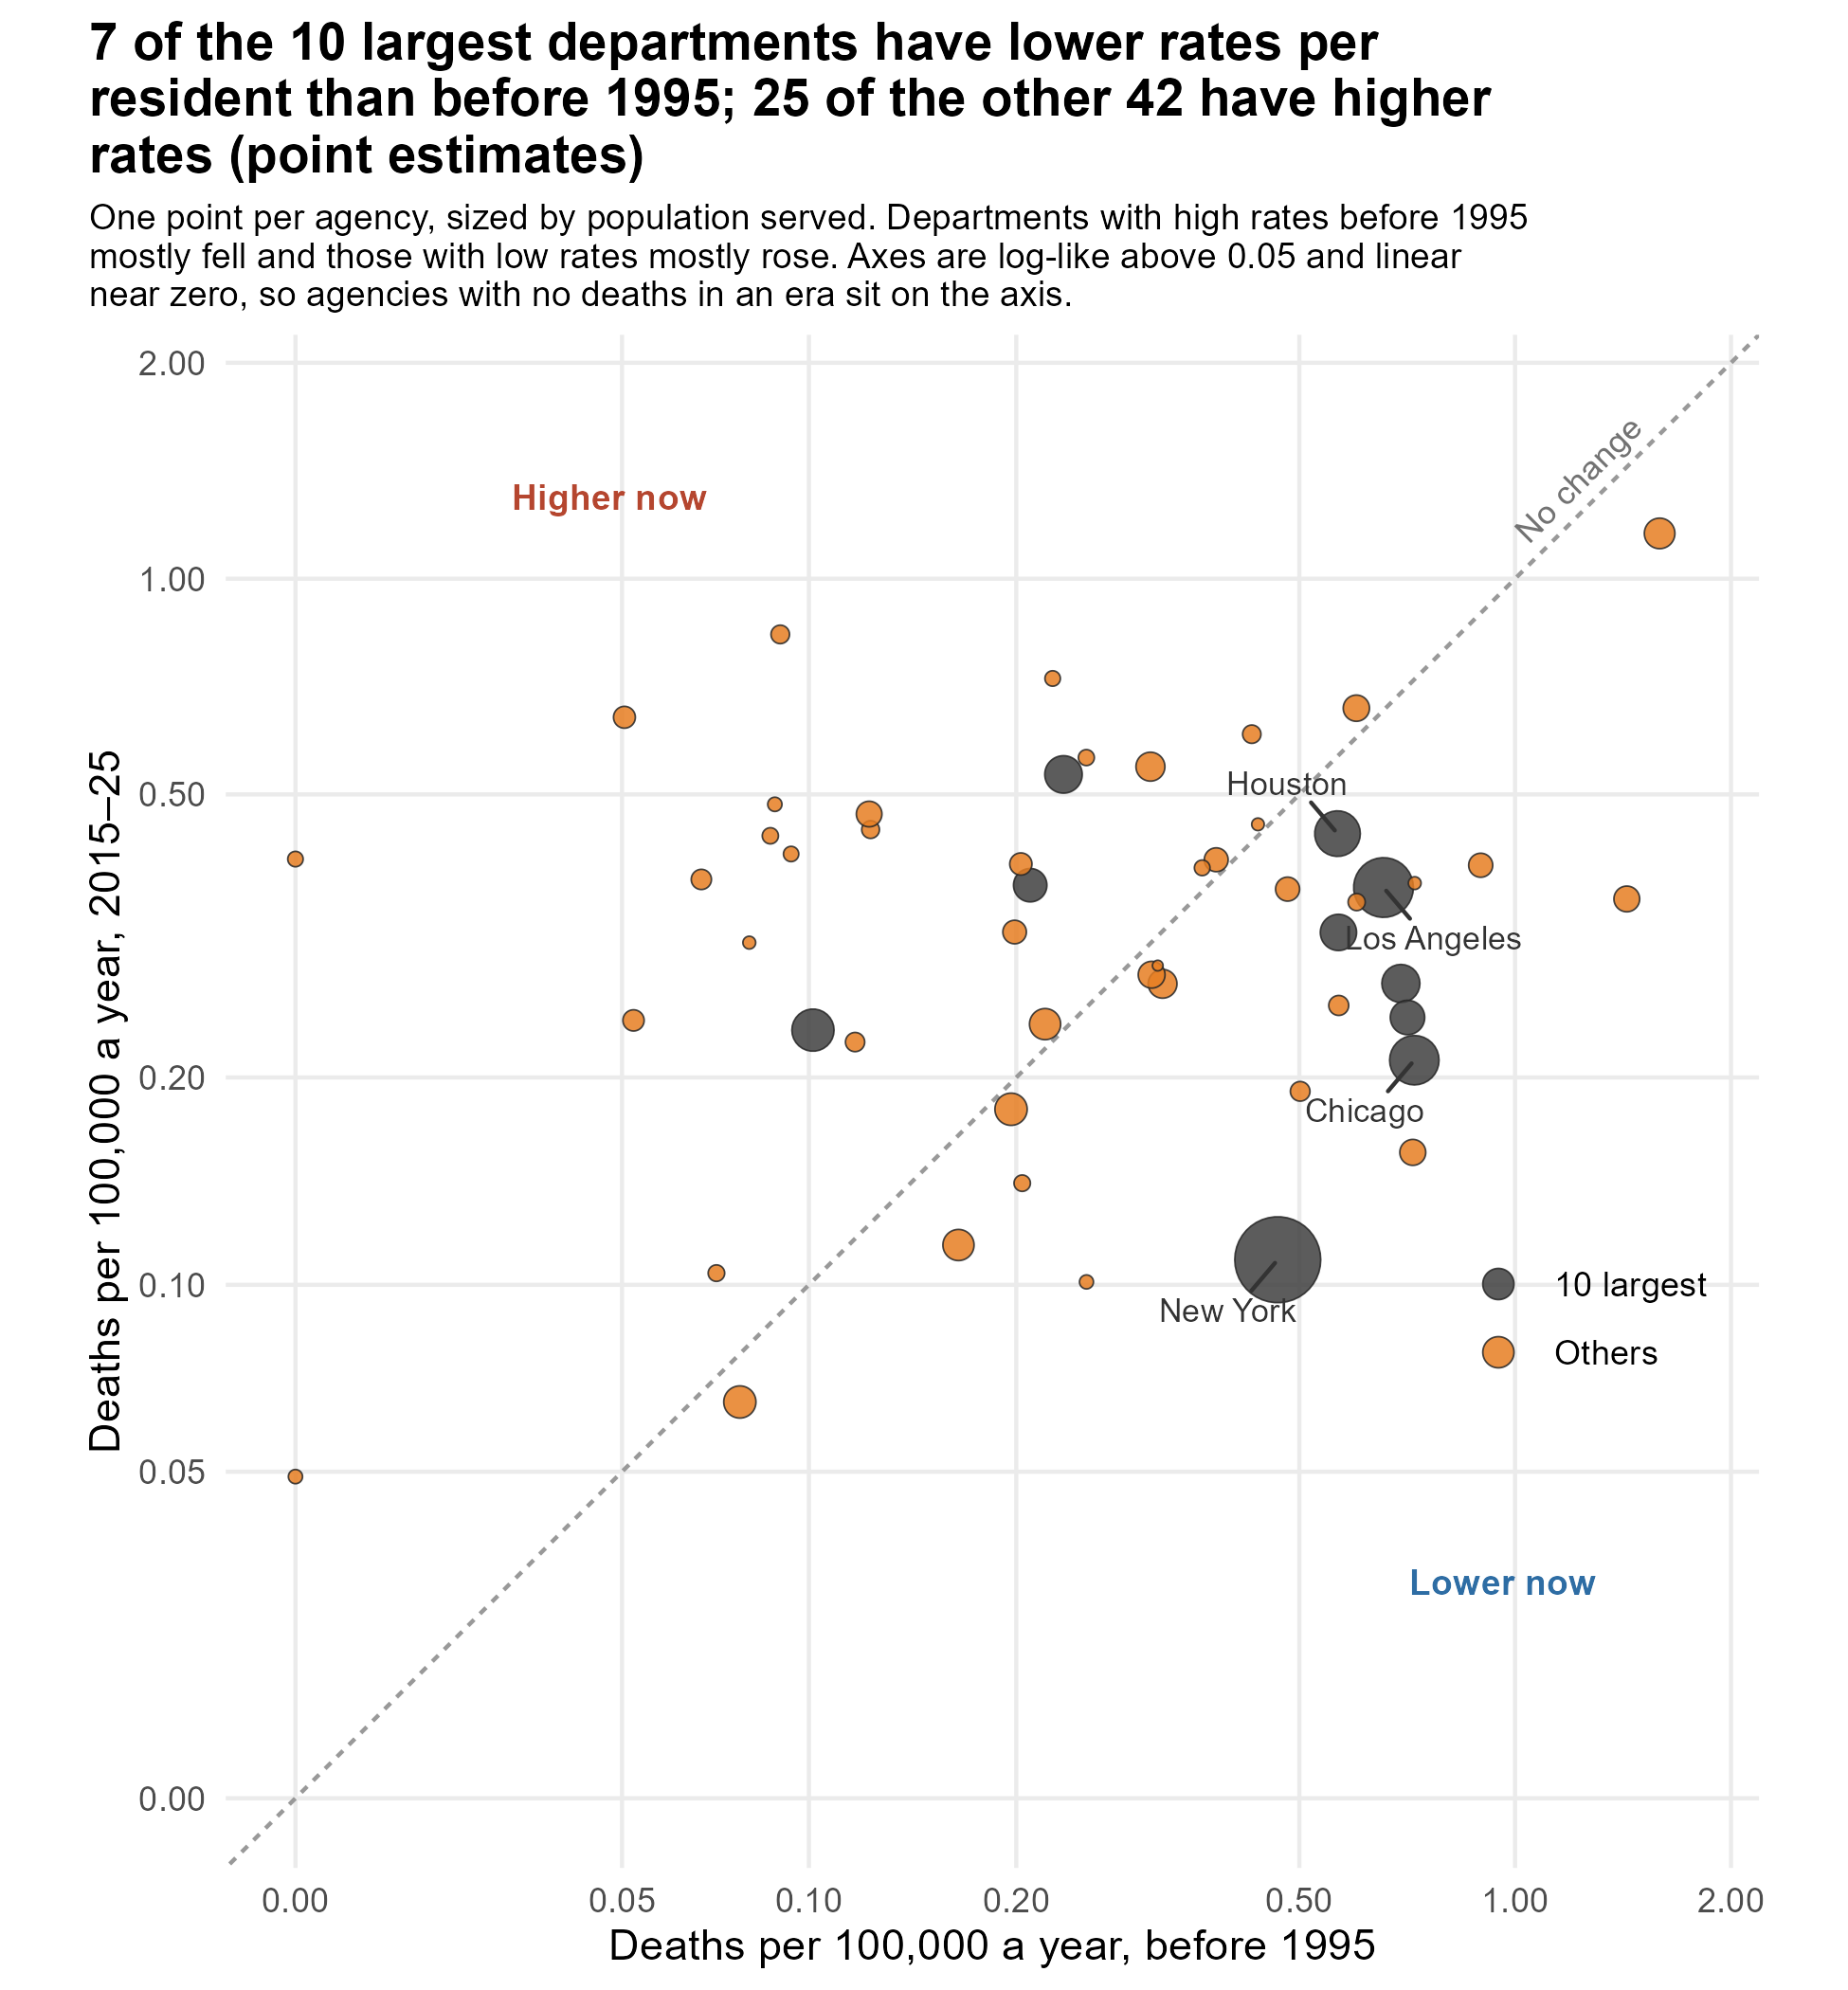 7 of the 10 largest departments have lower rates per
resident than before 1995; 25 of the other 42 have higher
rates (point estimates)
One point per agency, sized by population served. Departments with high rates before 1995
mostly fell and those with low rates mostly rose. Axes are log-like above 0.05 and linear
near zero, so agencies with no deaths in an era sit on the axis.
Deaths per 100,000 a year, 2015–25
2.00
1.00
0.50
0.20
0.10
0.05
0.00
Higher now
No change
Houston
Los Angeles
Chicago
New York
10 largest
Others
Lower now
0.00
0.05
0.10
0.20
0.50
1.00
2.00
Deaths per 100,000 a year, before 1995